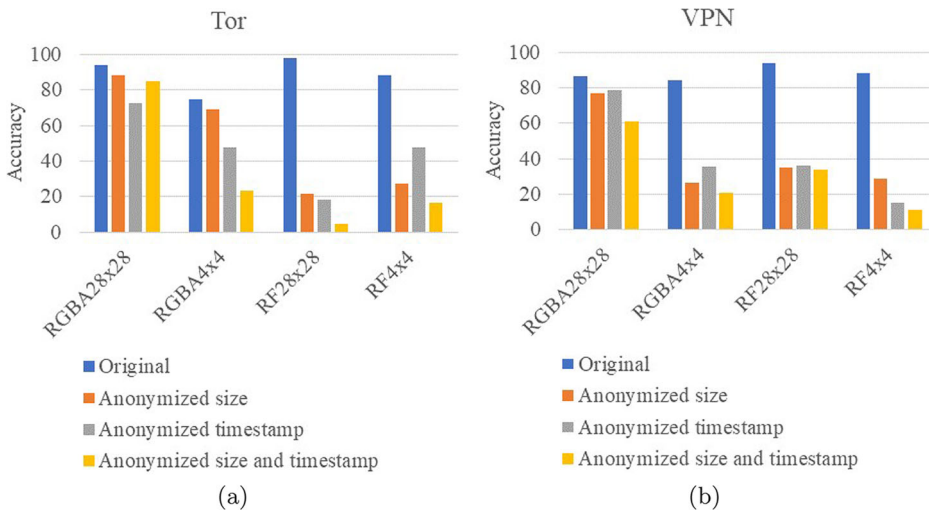 Tor
100
80
60
40
20
0
Accuracy
RGBA28x28
RGBA4x4
RF28x28
RF4x4
Original
Anonymized size
Anonymized timestamp
Anonymized size and timestamp
(a)
VPN
100
80
60
40
20
0
Accuracy
RGBA28x28
RGBA4x4
RF28x28
RF4x4
Original
Anonymized size
Anonymized timestamp
Anonymized size and timestamp
(b)